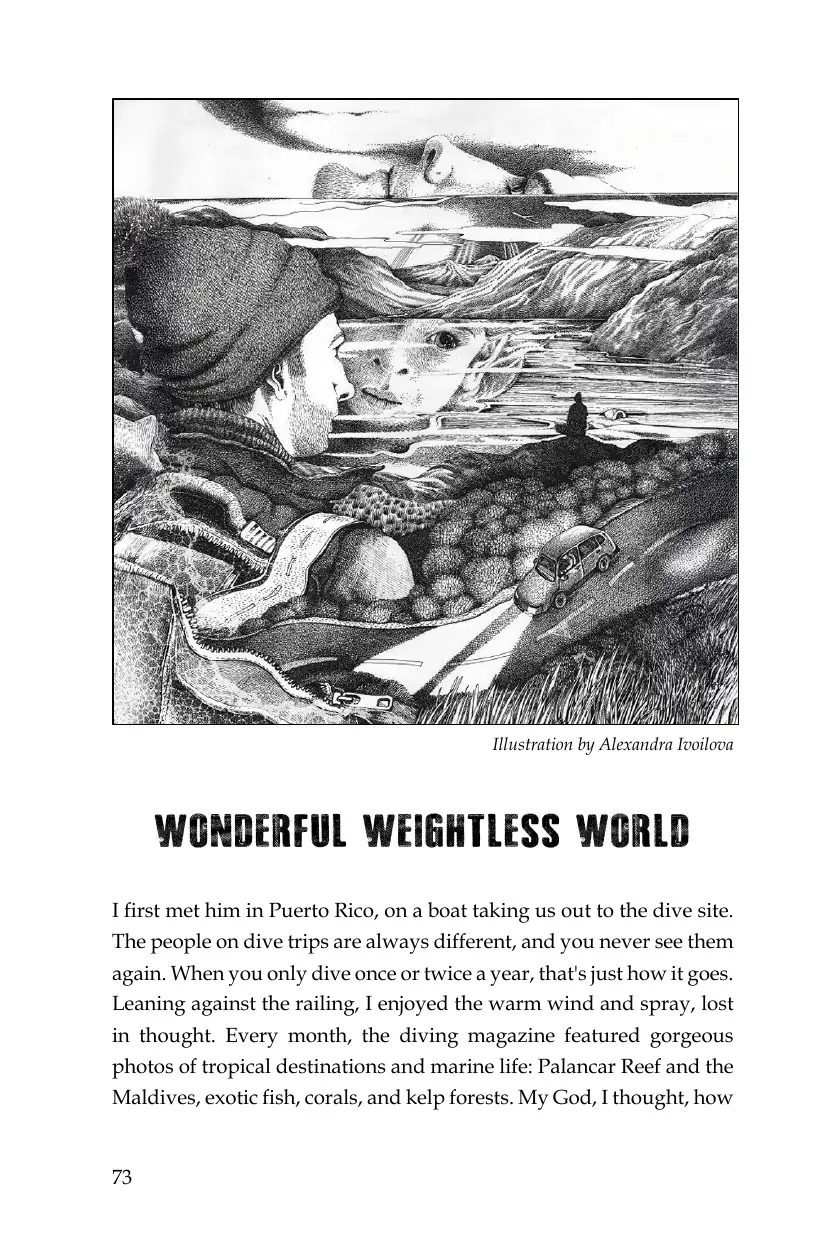 Illustration by Alexandra Ivoilova
WONDERFUL WEIGHTLESS WORLD
I first met him in Puerto Rico, on a boat taking us out to the dive site.
The people on dive trips are always different, and you never see them
again. When you only dive once or twice a year, that's just how it goes.
Leaning against the railing, I enjoyed the warm wind and spray, lost
in thought. Every month, the diving magazine featured gorgeous
photos of tropical destinations and marine life: Palancar Reef and the
Maldives, exotic fish, corals, and kelp forests. My God, I thought, how
73